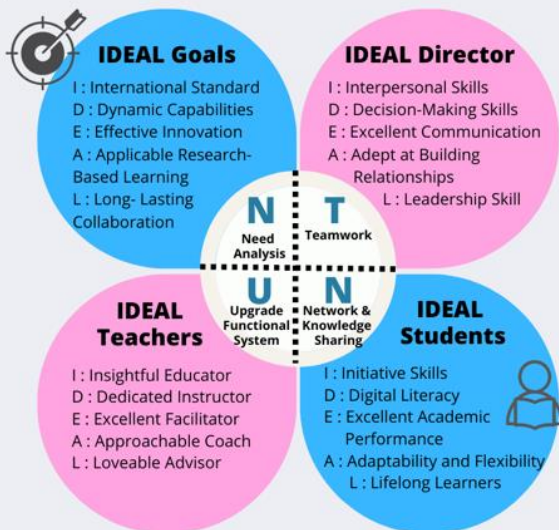 IDEAL Goals
I : International Standard
D : Dynamic Capabilities
E : Effective Innovation
A : Applicable Research-
Based Learning
L : Long- Lasting
Collaboration
IDEAL Director
I : Interpersonal Skills
D : Decision-Making Skills
E : Excellent Communication
A : Adept at Building
Relationships
L : Leadership Skill
N
Need
Analysis
T
Teamwork
U
Upgrade
Functional
System
N
Network &
Knowledge
Sharing
IDEAL
Teachers
I : Insightful Educator
D : Dedicated Instructor
E : Excellent Facilitator
A : Approachable Coach
L : Loveable Advisor
IDEAL
Students
I : Initiative Skills
D : Digital Literacy
E : Excellent Academic
Performance
A : Adaptability and Flexibility
L : Lifelong Learners